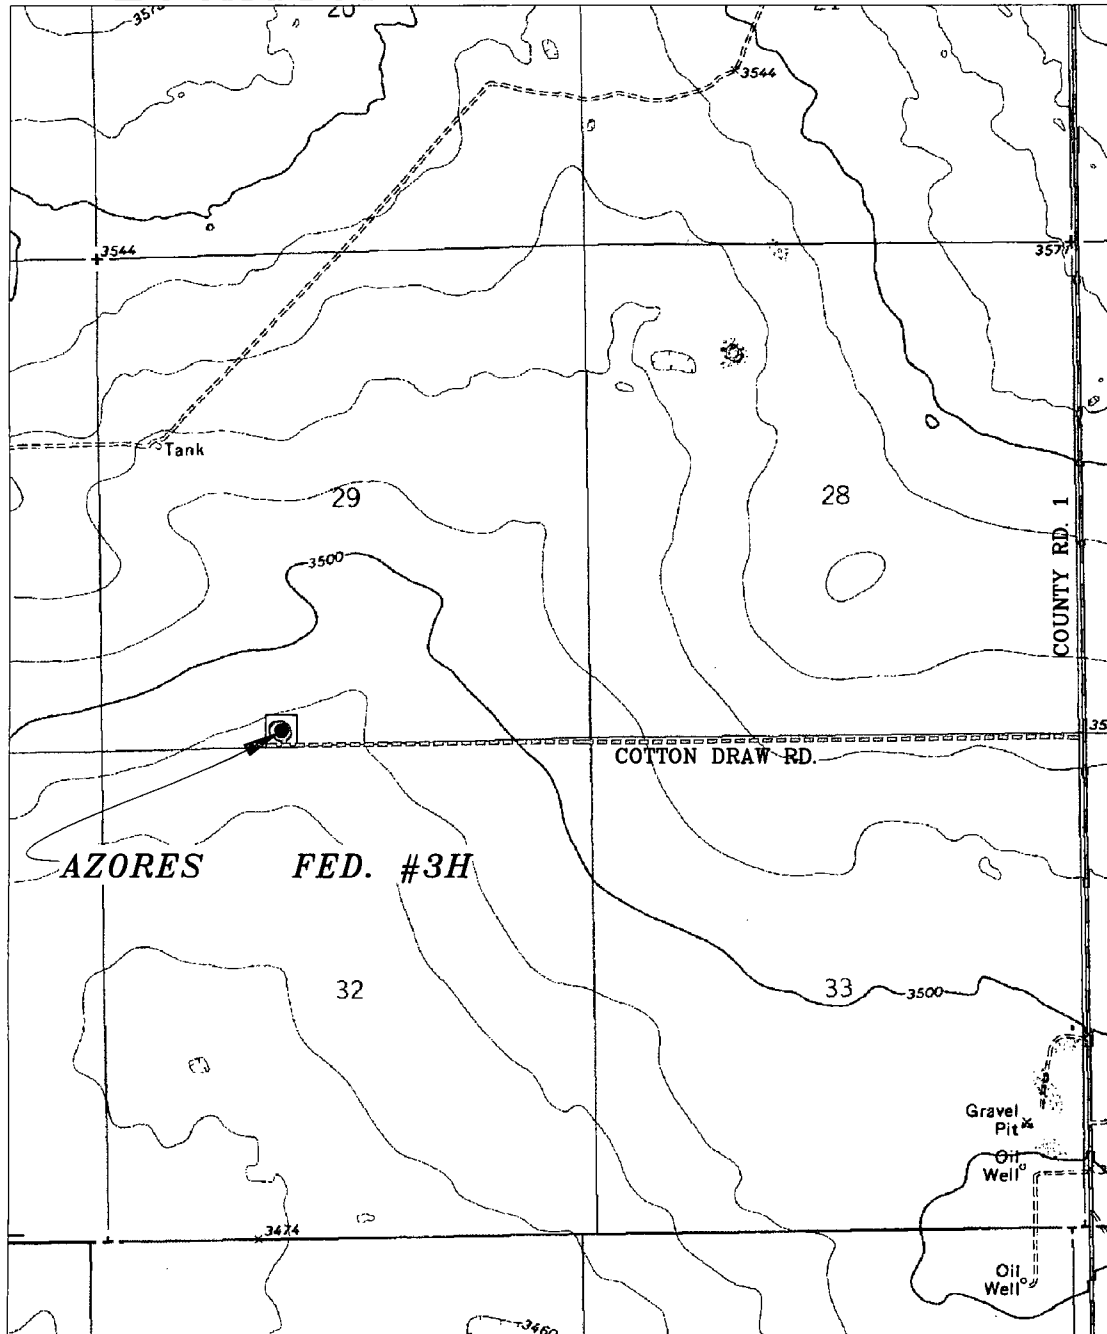 3544
3544
3577
Tank
29
28
3500
COUNTY RD. 1
COTTON DRAW RD.
AZORES FED. #3H
32
33
3500
Gravel
Pit
Oil
Well
3474
Oil
Well
3460